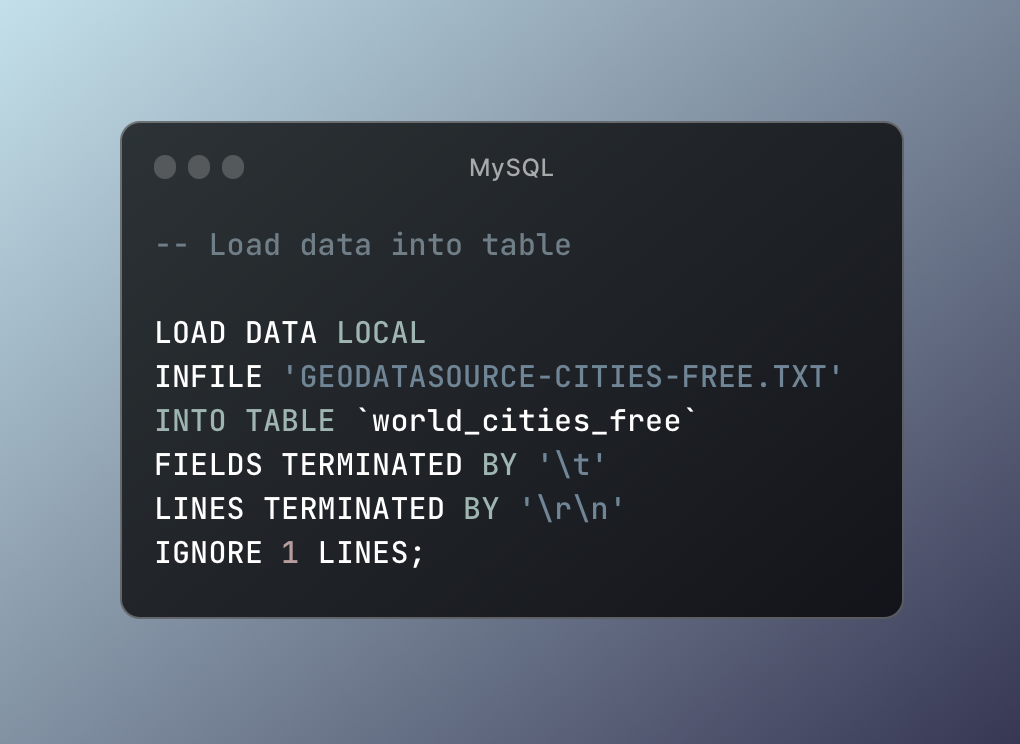 MySQL
-- Load data into table
LOAD DATA LOCAL
INFILE 'GEODATASOURCE-CITIES-FREE.TXT'
INTO TABLE `world_cities_free`
FIELDS TERMINATED BY '\t'
LINES TERMINATED BY '\r\n'
IGNORE 1 LINES;